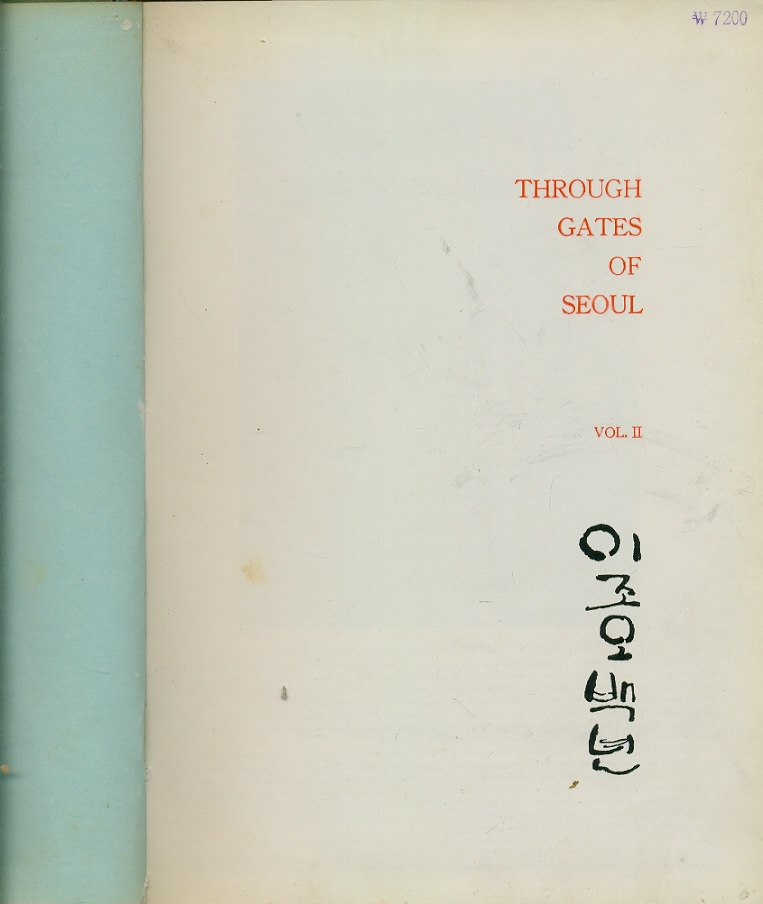 ₩ 7200
THROUGH
GATES
OF
SEOUL
VOL. II
이조오백년